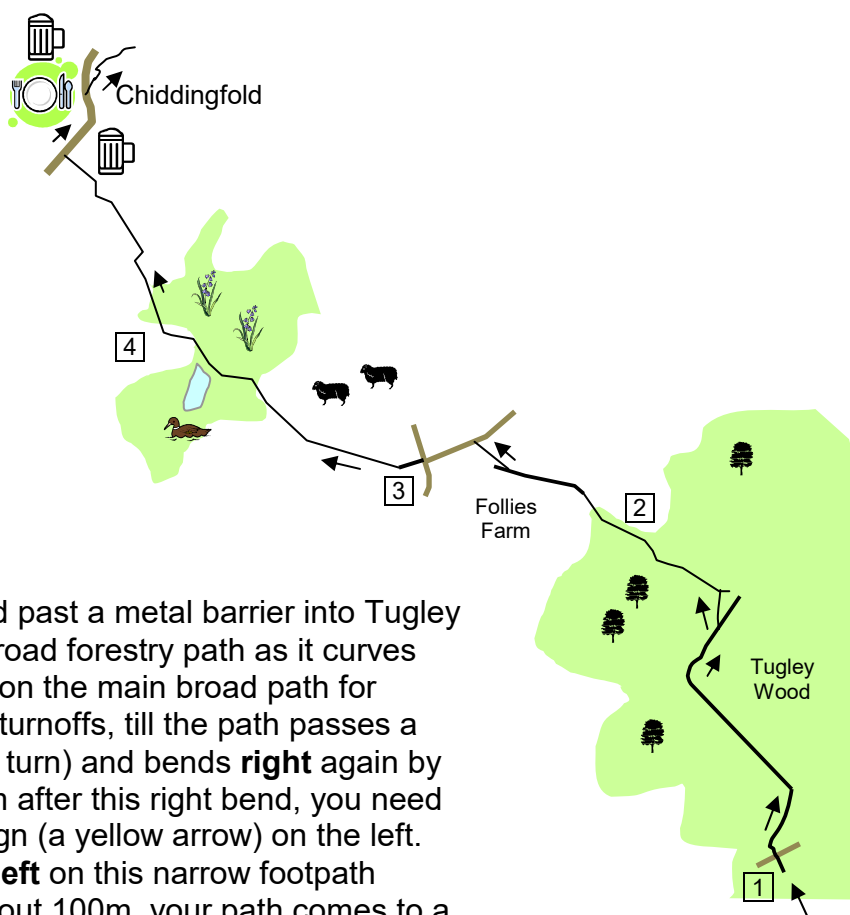 Chiddingfold
4
3
Follies
Farm
2
Tugley
Wood
1
d past a metal barrier into Tugley
road forestry path as it curves
on the main broad path for
turnoffs, till the path passes a
turn) and bends right again by
after this right bend, you need
gn (a yellow arrow) on the left.
eft on this narrow footpath
out 100m, your path comes to a